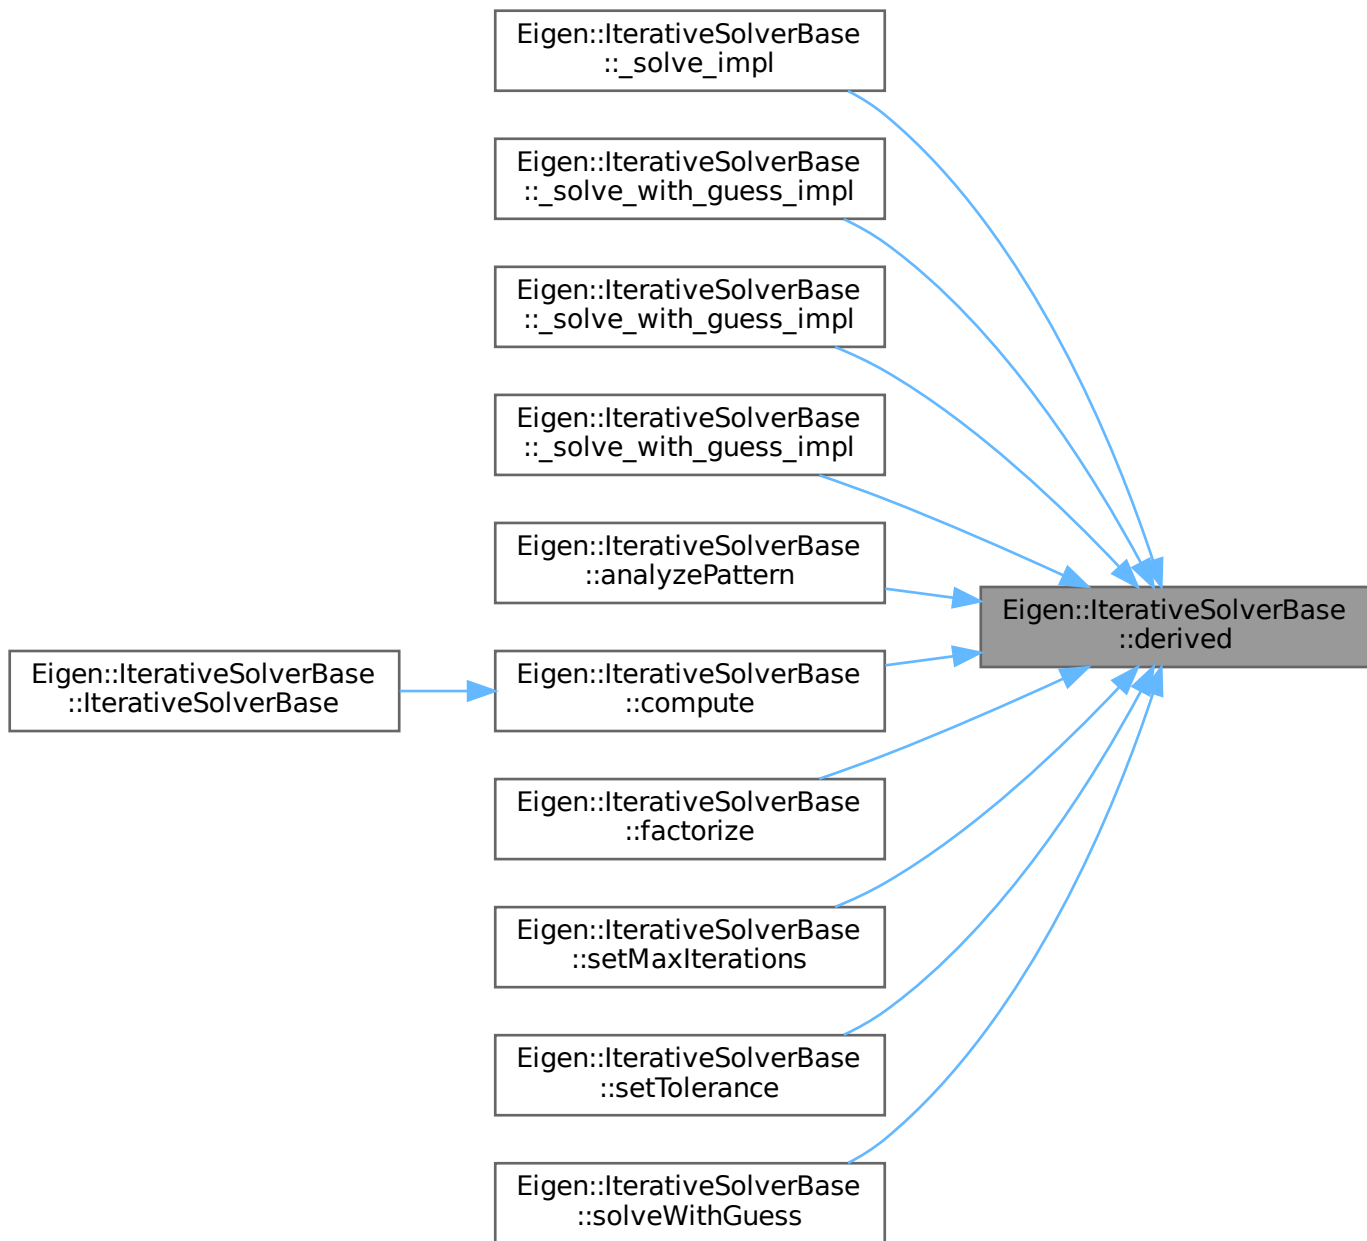 Eigen::IterativeSolverBase
::_solve_impl
Eigen::IterativeSolverBase
::_solve_with_guess_impl
Eigen::IterativeSolverBase
::_solve_with_guess_impl
Eigen::IterativeSolverBase
::_solve_with_guess_impl
Eigen::IterativeSolverBase
::analyzePattern
Eigen::IterativeSolverBase
::derived
Eigen::IterativeSolverBase
::IterativeSolverBase
Eigen::IterativeSolverBase
::compute
Eigen::IterativeSolverBase
::factorize
Eigen::IterativeSolverBase
::setMaxIterations
Eigen::IterativeSolverBase
::setTolerance
Eigen::IterativeSolverBase
::solveWithGuess